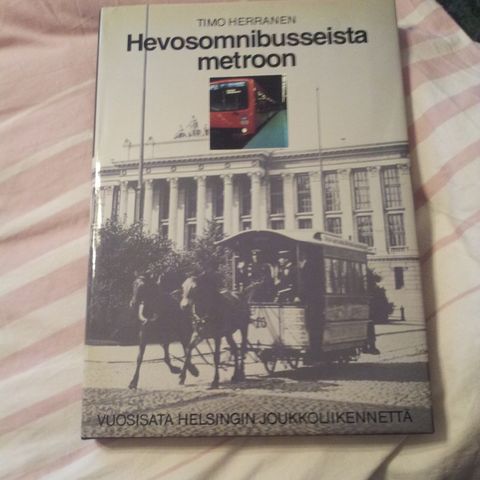 TIMO HERRANEN
Hevosomnibusseista
metroon
VUOSISATA HELSINGIN JOUKKOLIIKENNETTÄ